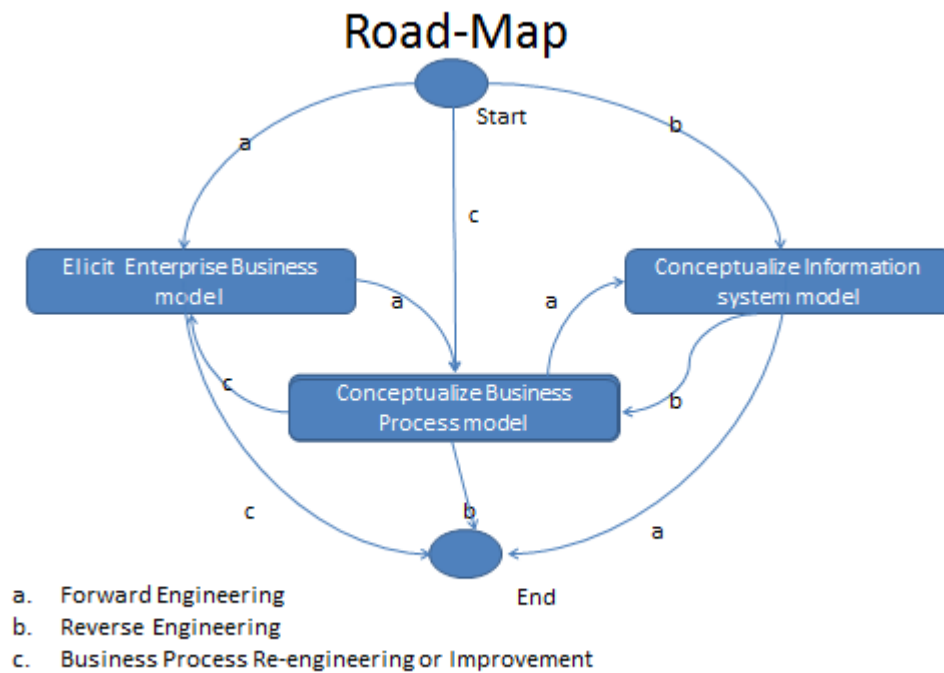 Road-Map
Start
a
b
c
Elicit Enterprise Business
model
Conceptualize Information
system model
a
a
c
Conceptualize Business
Process model
b
c
b
a
End
a. Forward Engineering
b. Reverse Engineering
c. Business Process Re-engineering or Improvement